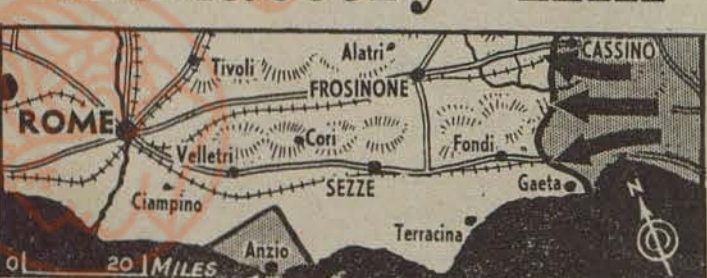 CASSINO
Alatri
Tivoli
FROSINONE
ROME
Cori
Velletri
Fondi
SEZZE
Gaeta
Ciampino
N
Terracina
Anzio
0 20 MILES